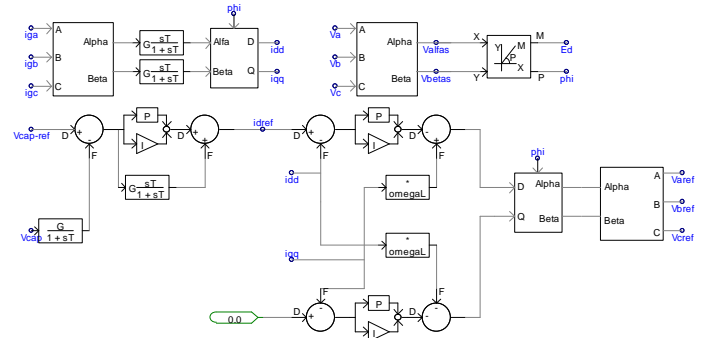 phi
iga
A
Alpha
G sT
1 + sT
Alfa
D
idd
igb
B
igc
C
Beta
G sT
1 + sT
Beta
Q
iqq
Va
A
Alpha
Valfas
X
Y
M
M
Ed
Vb
B
Vc
C
Beta
Vbetas
Y
P
X
P
phi
Vcap-ref
D
+
-
F
P
I
D
+
+
F
idref
D
+
-
F
P
I
D
-
+
F
G sT
1 + sT
idd
*
omegaL
phi
D
Alpha
Q
Beta
Alpha
Beta
A
Varef
B
Vbref
C
Vcref
Vcap
G
1 + sT
iqq
*
omegaL
0.0
D
+
-
F
P
I
D
-
-
F